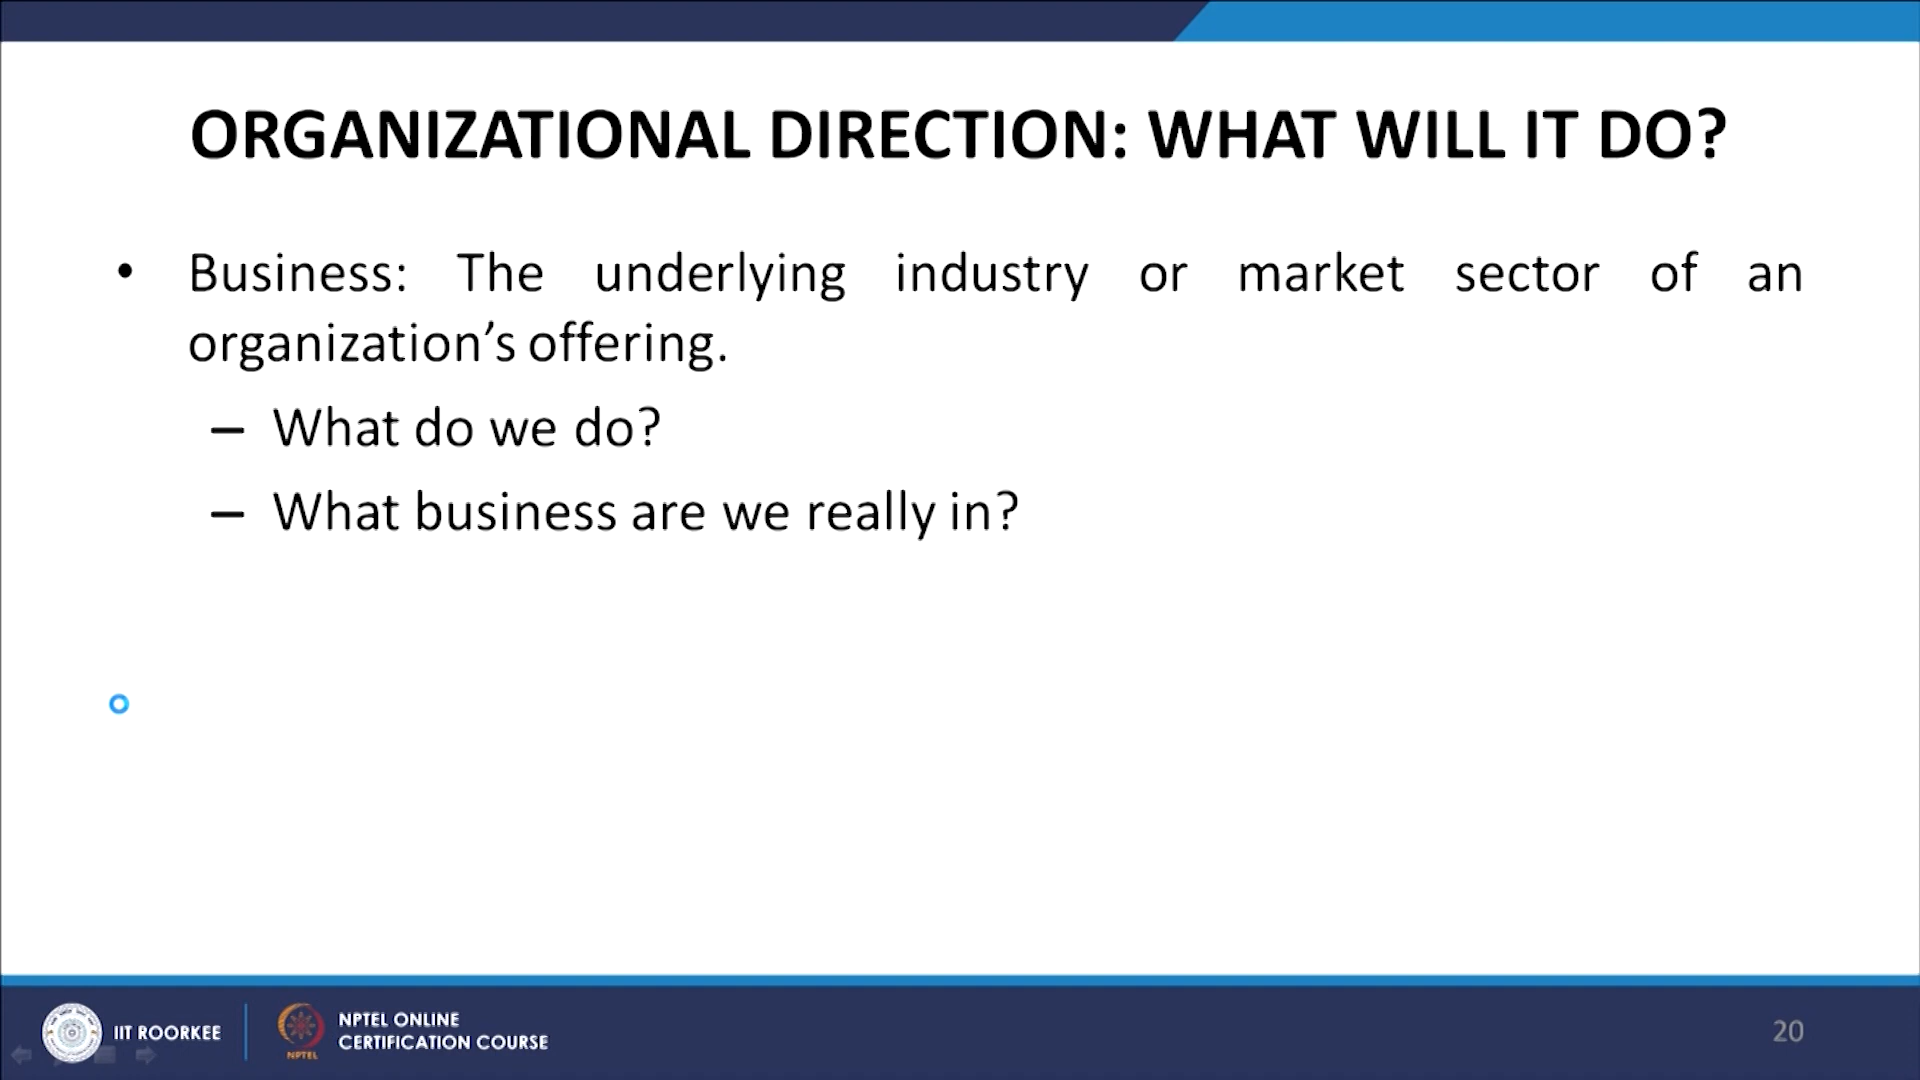 ORGANIZATIONAL DIRECTION: WHAT WILL IT DO?
• Business: The underlying industry or market sector of an
organization’s offering.
– What do we do?
– What business are we really in?
IIT ROORKEE
NPTEL
NPTEL ONLINE
CERTIFICATION COURSE
20